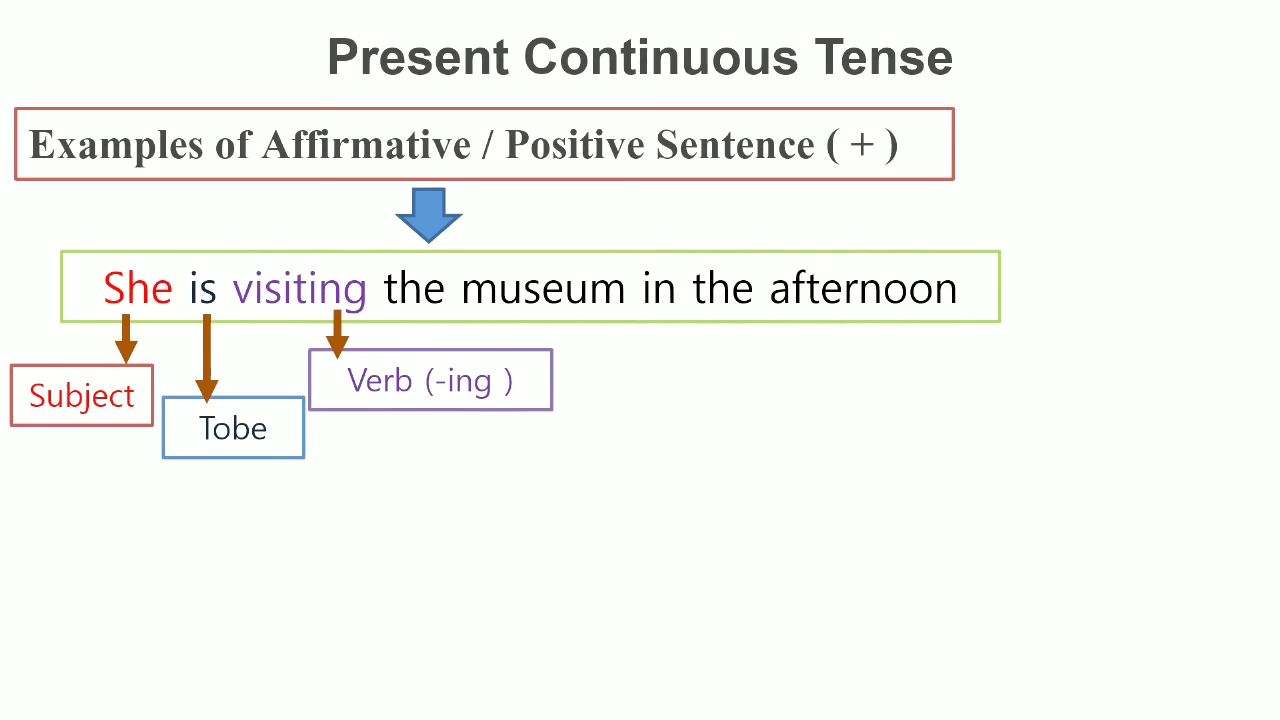 Present Continuous Tense
Examples of Affirmative / Positive Sentence ( + )
She is visiting the museum in the afternoon
Subject
Tobe
Verb (-ing )